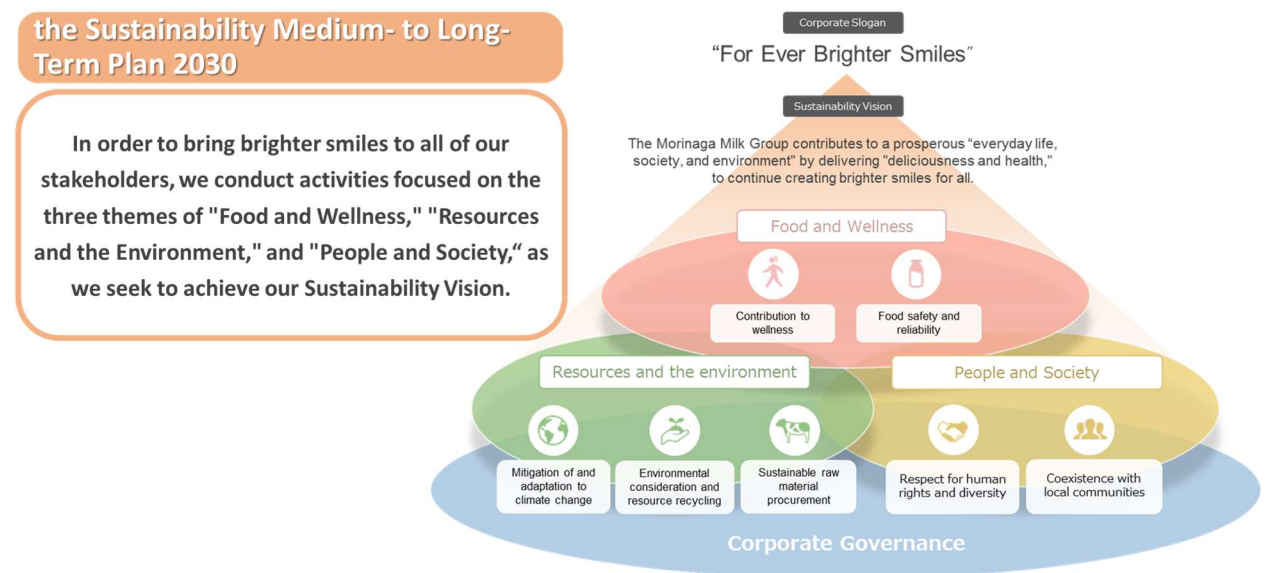 the Sustainability Medium- to Long-
Term Plan 2030
In order to bring brighter smiles to all of our
stakeholders, we conduct activities focused on the
three themes of "Food and Wellness," "Resources
and the Environment," and "People and Society,“ as
we seek to achieve our Sustainability Vision.
Corporate Slogan
“For Ever Brighter Smiles”
Sustainability Vision
The Morinaga Milk Group contributes to a prosperous “everyday life,
society, and environment" by delivering "deliciousness and health,"
to continue creating brighter smiles for all.
Food and Wellness
Contribution to
wellness
Food safety and
reliability
Resources and the environment
Mitigation of and
adaptation to
climate change
Environmental
consideration and
resource recycling
Sustainable raw
material
procurement
People and Society
Respect for human
rights and diversity
Coexistence with
local communities
Corporate Governance